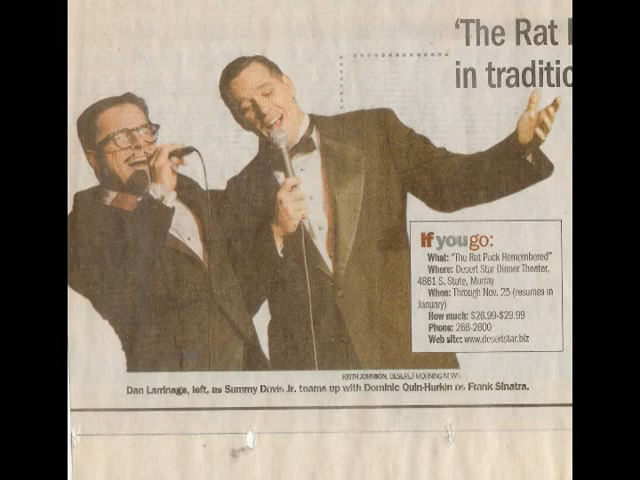 'The Rat
in traditio
If you go:
What: "The Rat Pack Remembered"
Where: Desert Star Dinner Theater,
4861 S. State, Murray
When: Through Nov. 25 (resumes in
January)
How much: $26.99-$29.99
Phone: 266-2600
Web site: www.desertstar.biz
KEITH JOHNSON, DESERET MORNING NEWS
Dan Larrinaga, left, as Sammy Davis Jr. teams up with Dominic Quin-Harkin as Frank Sinatra.